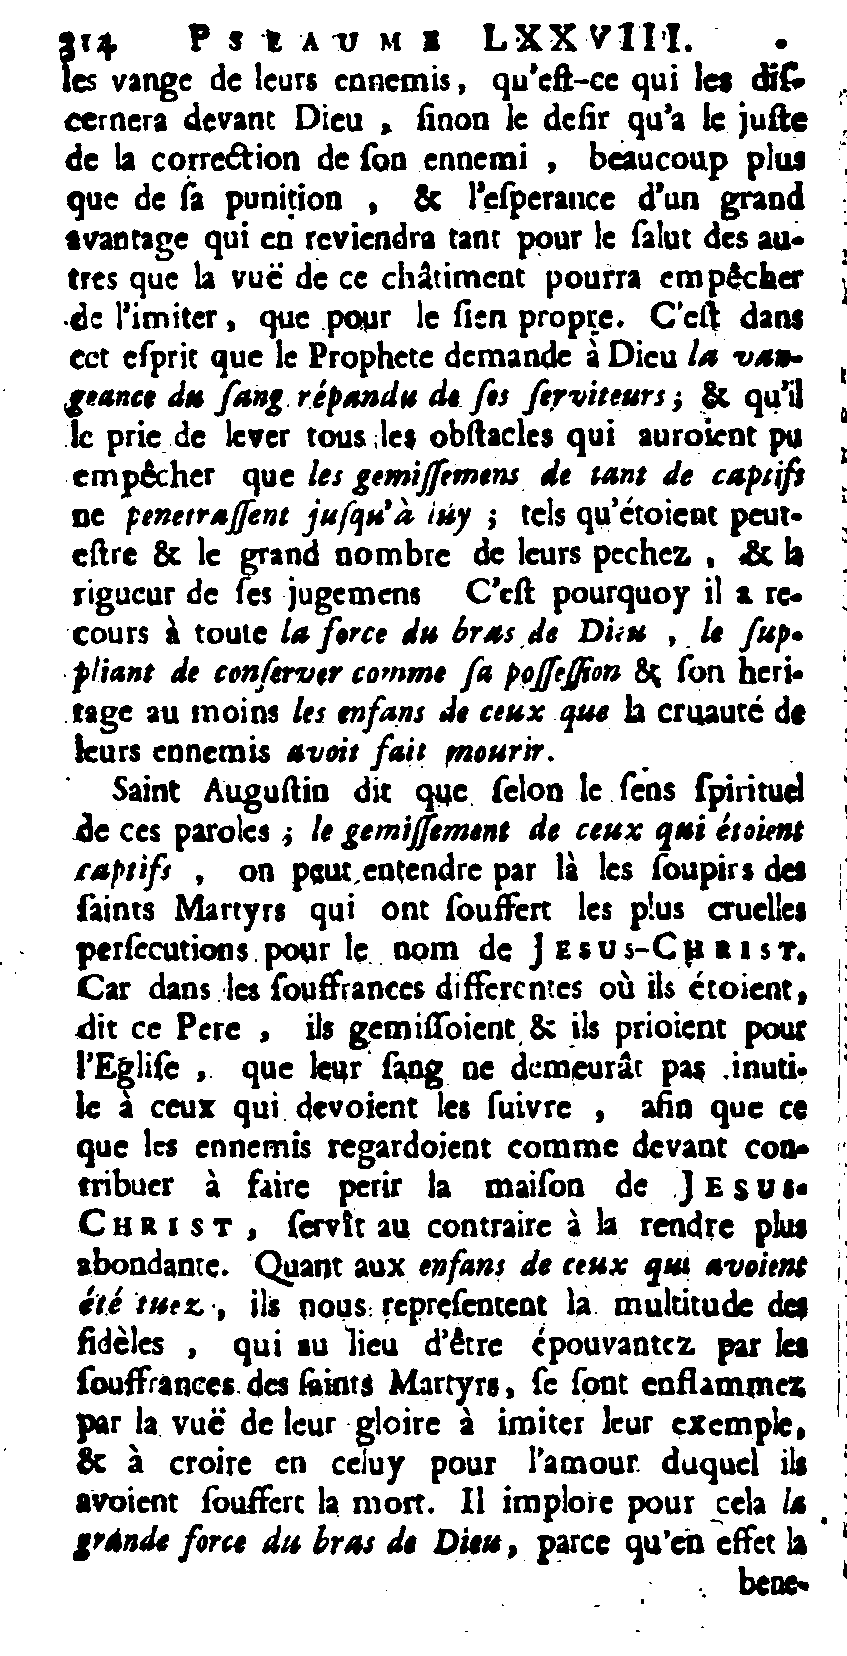 314 PSEAUME LXXVIII.
les vange de leurs ennemis, qu'eſt-ce qui les diſ-
cernera devant Dieu, ſinon le deſir qu'a le juſte
de la correction de ſon ennemi, beaucoup plus
que de ſa punition, & l'eſperance d'un grand
avantage qui en reviendra tant pour le ſalut des au-
tres que la vuë de ce châtiment pourra empêcher
de l'imiter, que pour le ſien propre. C'eſt dans
cet eſprit que le Prophete demande à Dieu la van-
geance du ſang répandu de ſes ſerviteurs; & qu'il
le prie de lever tous les obſtacles qui auroient pu
empêcher que les gemiſſemens de tant de captifs
ne penetraſſent juſqu'à luy; tels qu'étoient peut-
eſtre & le grand nombre de leurs pechez, & la
rigueur de ſes jugemens C'eſt pourquoy il a re-
cours à toute la force du bras de Dieu, le ſup-
pliant de conſerver comme ſa poſſeſſion & ſon heri-
tage au moins les enfans de ceux que la cruauté de
leurs ennemis avoit fait mourir.
Saint Auguſtin dit que ſelon le ſens ſpirituel
de ces paroles; le gemiſſement de ceux qui étoient
captifs, on peut entendre par là les ſoupirs des
ſaints Martyrs qui ont ſouffert les plus cruelles
perſecutions pour le nom de JESUS-CHRIST.
Car dans les ſouffrances differentes où ils étoient,
dit ce Pere, ils gemiſſoient & ils prioient pour
l'Egliſe, que leur ſang ne demeurât pas inuti-
le à ceux qui devoient les ſuivre, afin que ce
que les ennemis regardoient comme devant con-
tribuer à faire perir la maiſon de JESUS-
CHRIST, ſervît au contraire à la rendre plus
abondante. Quant aux enfans de ceux qui avoient
été tuez, ils nous repreſentent la multitude des
fidèles, qui au lieu d'être épouvantez par les
ſouffrances des ſaints Martyrs, ſe ſont enflammez
par la vuë de leur gloire à imiter leur exemple,
& à croire en celuy pour l'amour duquel ils
avoient ſouffert la mort. Il implore pour cela la
grande force du bras de Dieu, parce qu'en effet la
bene-